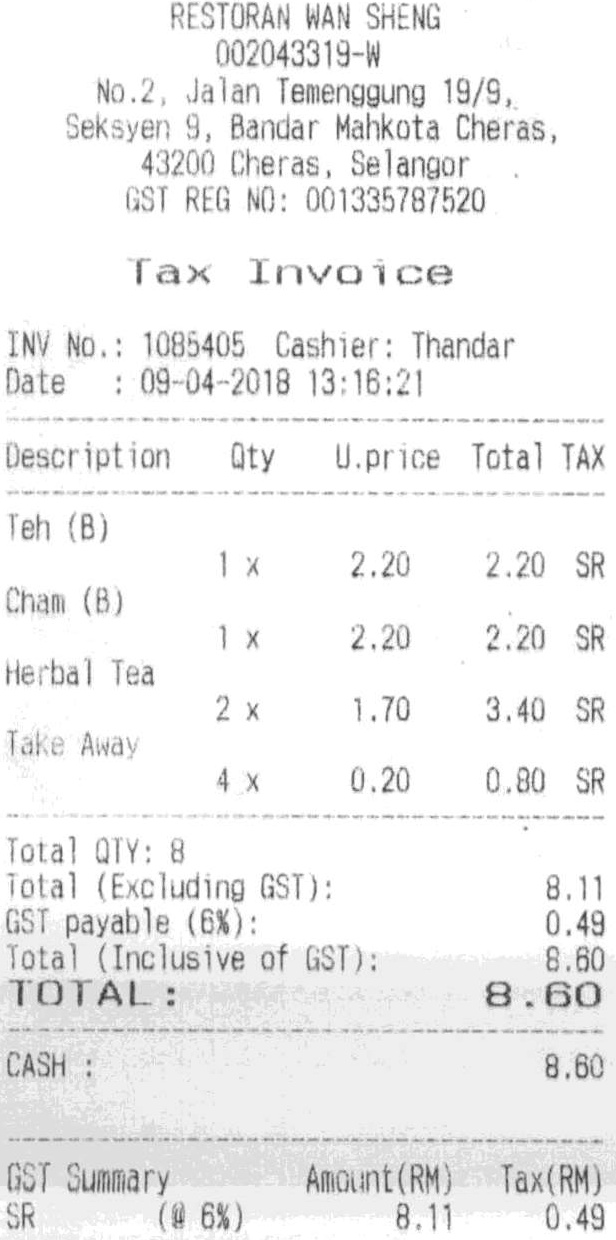 RESTORAN WAN SHENG
002043319-W
No.2, Jalan Temenggung 19/9,
Seksyen 9, Bandar Mahkota Cheras,
43200 Cheras, Selangor
GST REG NO: 001335787520
Tax Invoice
INV No.: 1085405 Cashier: Thandar
Date : 09-04-2018 13:16:21
Description Qty U.price Total TAX
Teh (B)
1 x 2.20 2.20 SR
Cham (B)
1 x 2.20 2.20 SR
Herbal Tea
2 x 1.70 3.40 SR
Take Away
4 x 0.20 0.80 SR
Total QTY: 8
Total (Excluding GST): 8.11
GST payable (6%): 0.49
Total (Inclusive of GST): 8.60
TOTAL: 8.60
CASH : 8.60
GST Summary Amount(RM) Tax(RM)
SR (@ 6%) 8.11 0.49